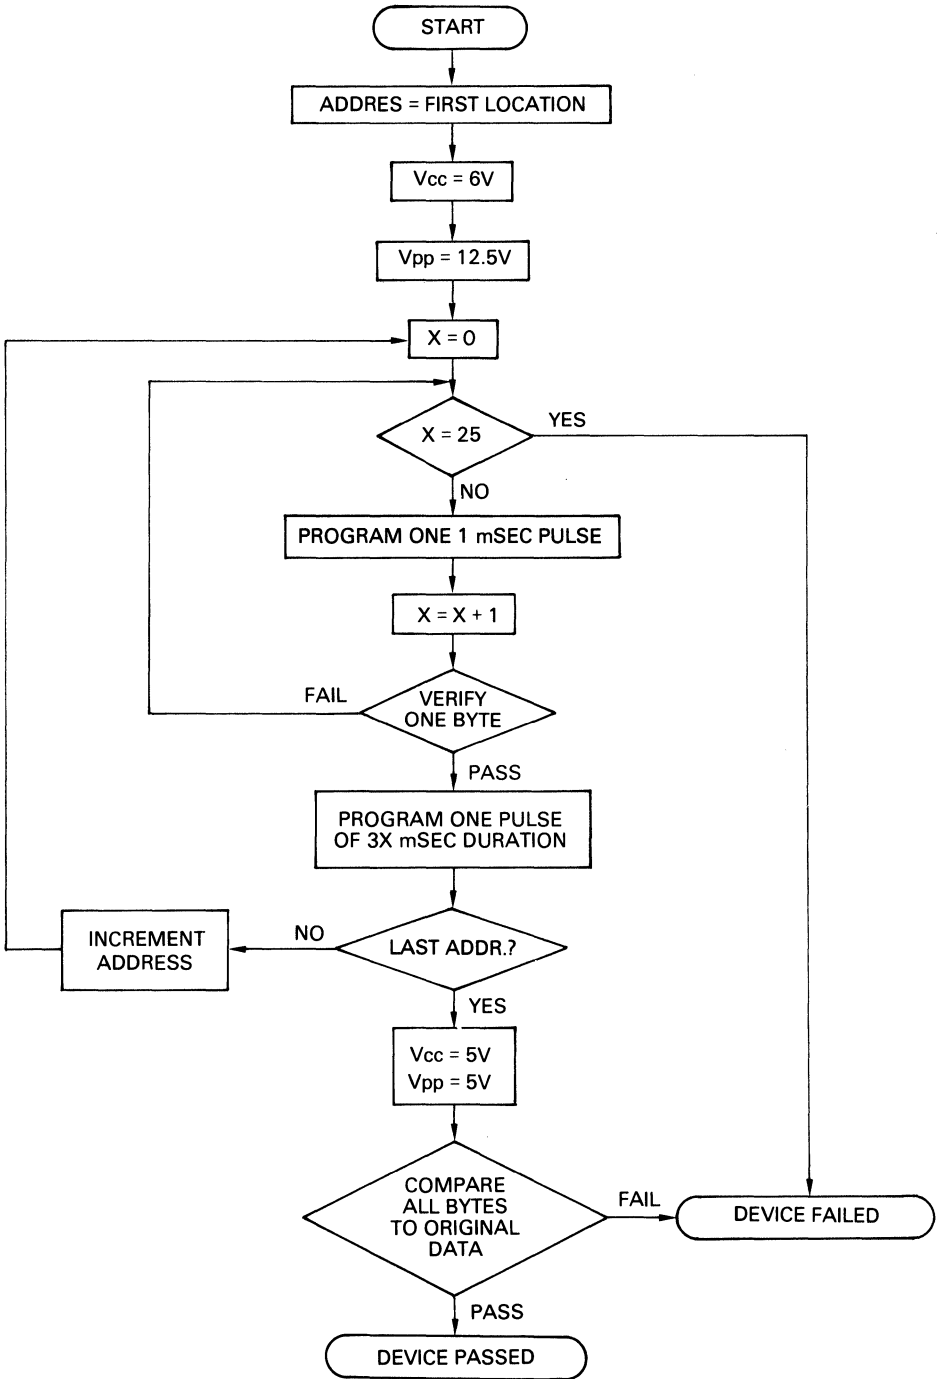 START
ADDRES = FIRST LOCATION
Vcc = 6V
Vpp = 12.5V
X = 0
X = 25
YES
NO
PROGRAM ONE 1 mSEC PULSE
X = X + 1
FAIL
VERIFY
ONE BYTE
PASS
PROGRAM ONE PULSE
OF 3X mSEC DURATION
INCREMENT
ADDRESS
NO
LAST ADDR.?
YES
Vcc = 5V
Vpp = 5V
COMPARE
ALL BYTES
TO ORIGINAL
DATA
FAIL
DEVICE FAILED
PASS
DEVICE PASSED